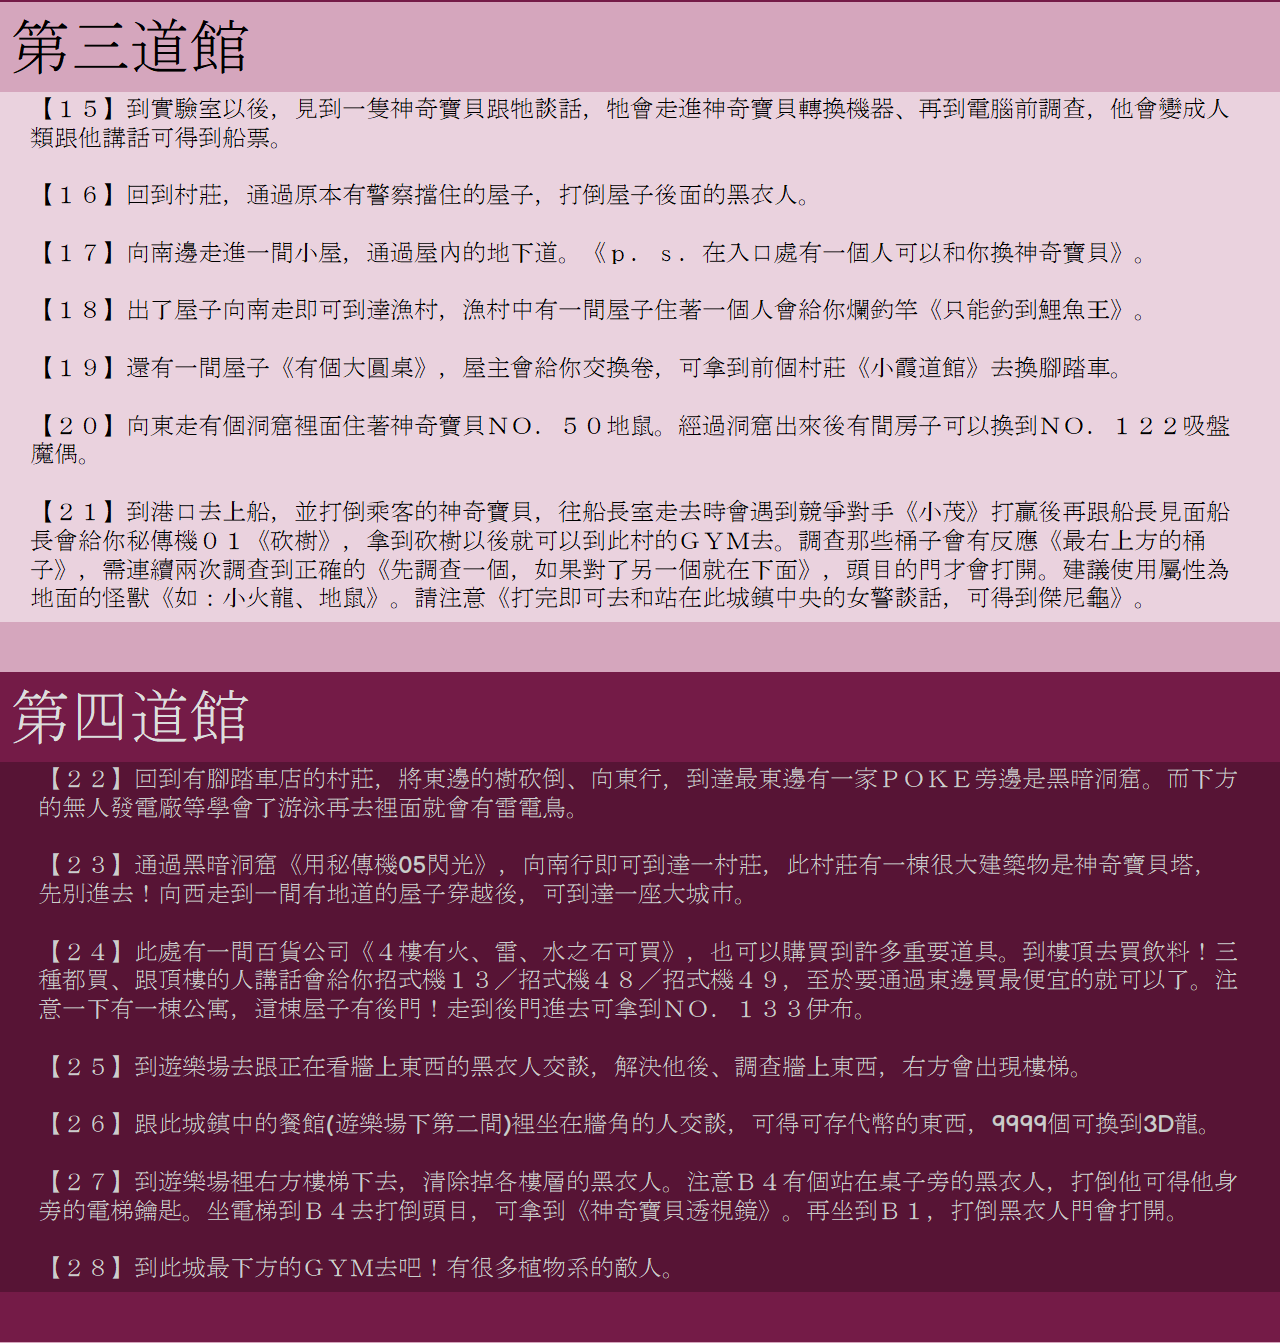 第三道館
【１５】到實驗室以後，見到一隻神奇寶貝跟牠談話，牠會走進神奇寶貝轉換機器、再到電腦前調查，他會變成人
類跟他講話可得到船票。
【１６】回到村莊，通過原本有警察擋住的屋子，打倒屋子後面的黑衣人。
【１７】向南邊走進一間小屋，通過屋內的地下道。《ｐ．ｓ．在入口處有一個人可以和你換神奇寶貝》。
【１８】出了屋子向南走即可到達漁村，漁村中有一間屋子住著一個人會給你爛釣竿《只能釣到鯉魚王》。
【１９】還有一間屋子《有個大圓桌》，屋主會給你交換卷，可拿到前個村莊《小霞道館》去換腳踏車。
【２０】向東走有個洞窟裡面住著神奇寶貝ＮＯ．５０地鼠。經過洞窟出來後有間房子可以換到ＮＯ．１２２吸盤
魔偶。
【２１】到港口去上船，並打倒乘客的神奇寶貝，往船長室走去時會遇到競爭對手《小茂》打贏後再跟船長見面船
長會給你秘傳機０１《砍樹》，拿到砍樹以後就可以到此村的ＧＹＭ去。調查那些桶子會有反應《最右上方的桶
子》，需連續兩次調查到正確的《先調查一個，如果對了另一個就在下面》，頭目的門才會打開。建議使用屬性為
地面的怪獸《如：小火龍、地鼠》。請注意《打完即可去和站在此城鎮中央的女警談話，可得到傑尼龜》。
第四道館
【２２】回到有腳踏車店的村莊，將東邊的樹砍倒、向東行，到達最東邊有一家ＰＯＫＥ旁邊是黑暗洞窟。而下方
的無人發電廠等學會了游泳再去裡面就會有雷電鳥。
【２３】通過黑暗洞窟《用秘傳機05閃光》，向南行即可到達一村莊，此村莊有一棟很大建築物是神奇寶貝塔，
先別進去！向西走到一間有地道的屋子穿越後，可到達一座大城市。
【２４】此處有一間百貨公司《４樓有火、雷、水之石可買》，也可以購買到許多重要道具。到樓頂去買飲料！三
種都買、跟頂樓的人講話會給你招式機１３／招式機４８／招式機４９，至於要通過東邊買最便宜的就可以了。注
意一下有一棟公寓，這棟屋子有後門！走到後門進去可拿到ＮＯ．１３３伊布。
【２５】到遊樂場去跟正在看牆上東西的黑衣人交談，解決他後、調查牆上東西，右方會出現樓梯。
【２６】跟此城鎮中的餐館(遊樂場下第二間)裡坐在牆角的人交談，可得可存代幣的東西，9999個可換到3D龍。
【２７】到遊樂場裡右方樓梯下去，清除掉各樓層的黑衣人。注意Ｂ４有個站在桌子旁的黑衣人，打倒他可得他身
旁的電梯鑰匙。坐電梯到Ｂ４去打倒頭目，可拿到《神奇寶貝透視鏡》。再坐到Ｂ１，打倒黑衣人門會打開。
【２８】到此城最下方的ＧＹＭ去吧！有很多植物系的敵人。